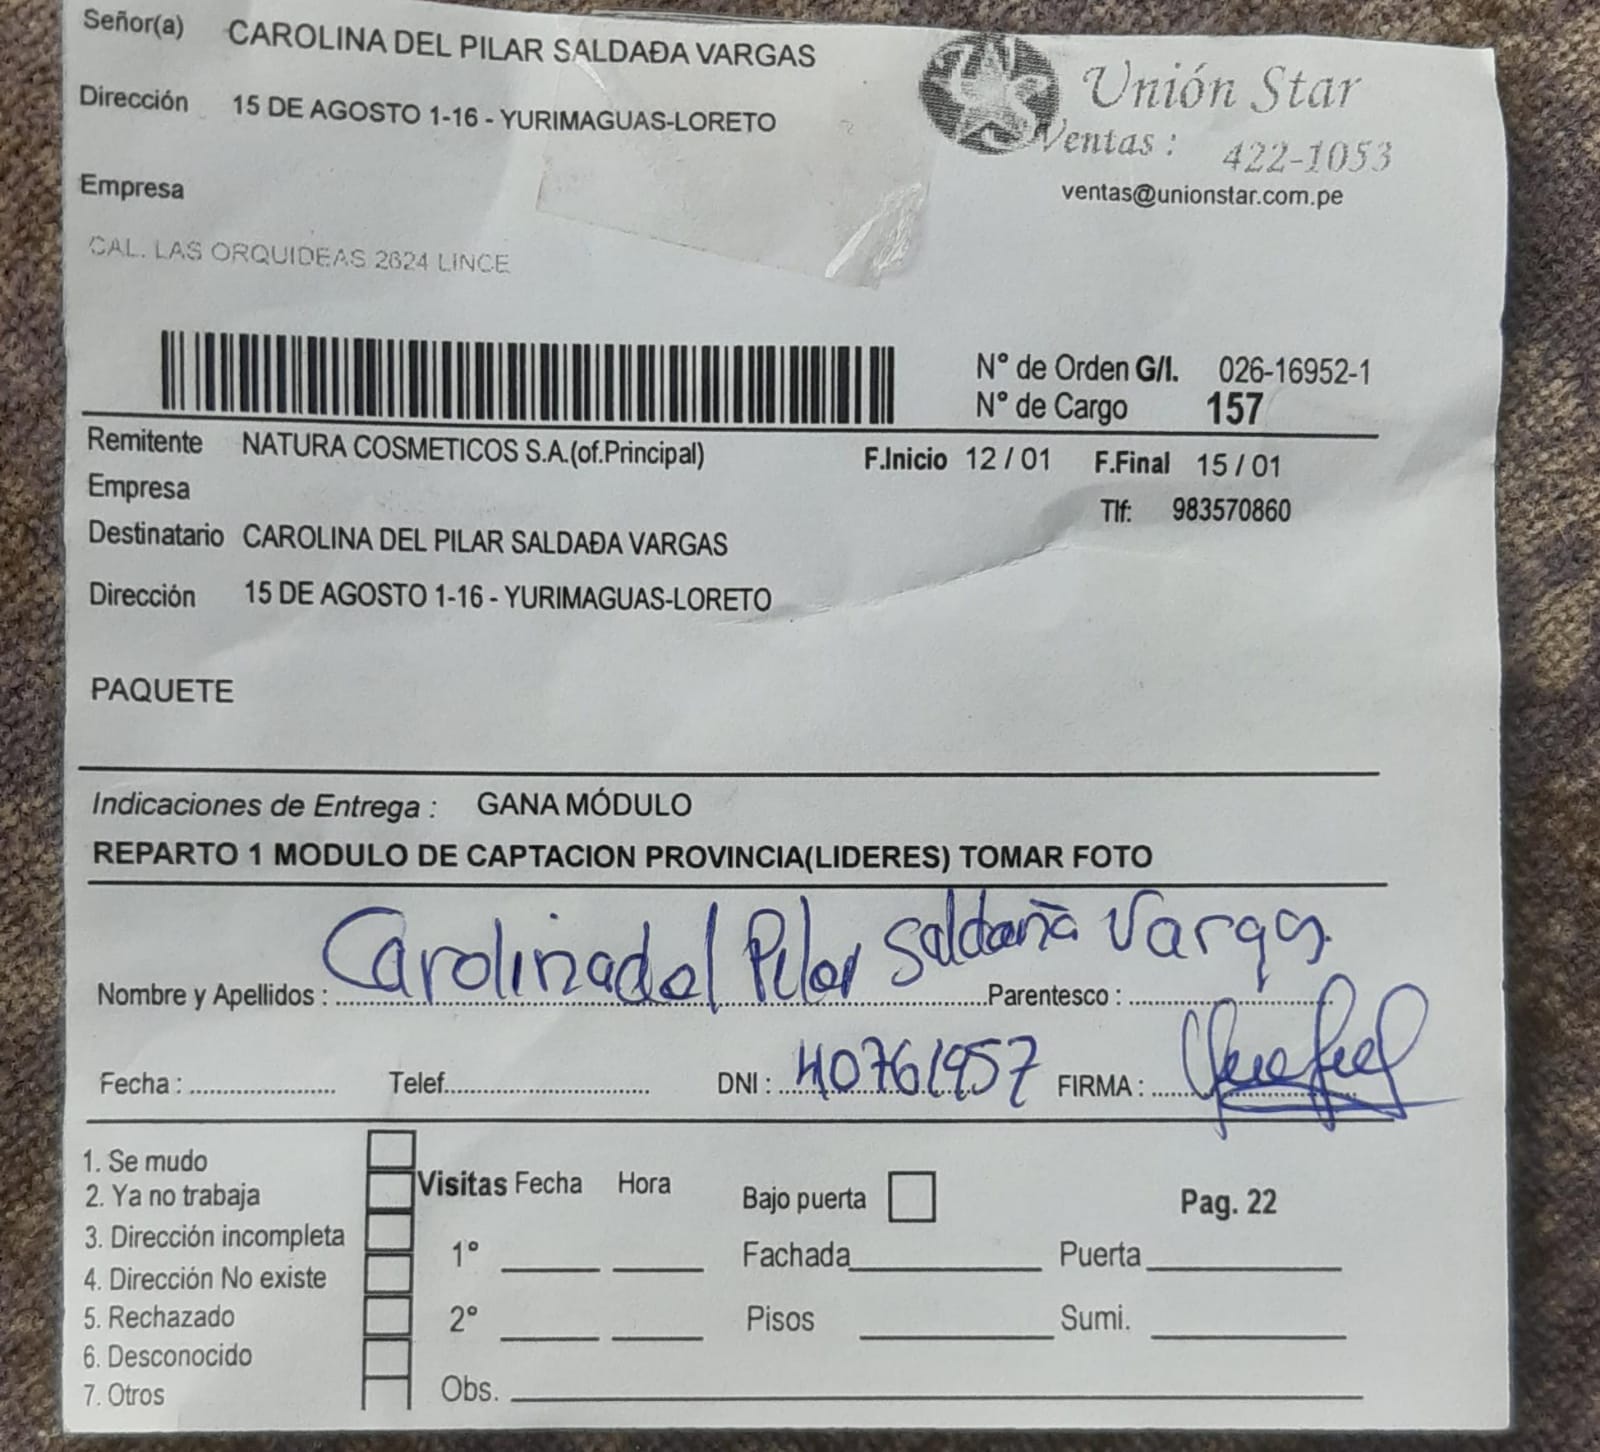 Señor(a) CAROLINA DEL PILAR SALDAÐA VARGAS
Unión Star
Dirección 15 DE AGOSTO 1-16 - YURIMAGUAS-LORETO
Ventas : 422-1053
Empresa
ventas@unionstar.com.pe
CAL. LAS ORQUIDEAS 2624 LINCE
N° de Orden G/I. 026-16952-1
N° de Cargo 157
Remitente NATURA COSMETICOS S.A.(of.Principal) F.Inicio 12 / 01 F.Final 15 / 01
Empresa
Tlf: 983570860
Destinatario CAROLINA DEL PILAR SALDAÐA VARGAS
Dirección 15 DE AGOSTO 1-16 - YURIMAGUAS-LORETO
PAQUETE
Indicaciones de Entrega : GANA MÓDULO
REPARTO 1 MODULO DE CAPTACION PROVINCIA(LIDERES) TOMAR FOTO
Nombre y Apellidos : Carolina del Pilar Saldaña Vargas. Parentesco :
Fecha : Telef. DNI : 40761957 FIRMA :
1. Se mudo
2. Ya no trabaja
3. Dirección incompleta
4. Dirección No existe
5. Rechazado
6. Desconocido
7. Otros
Visitas Fecha Hora
1°
2°
Obs.
Bajo puerta
Pag. 22
Fachada Puerta
Pisos Sumi.